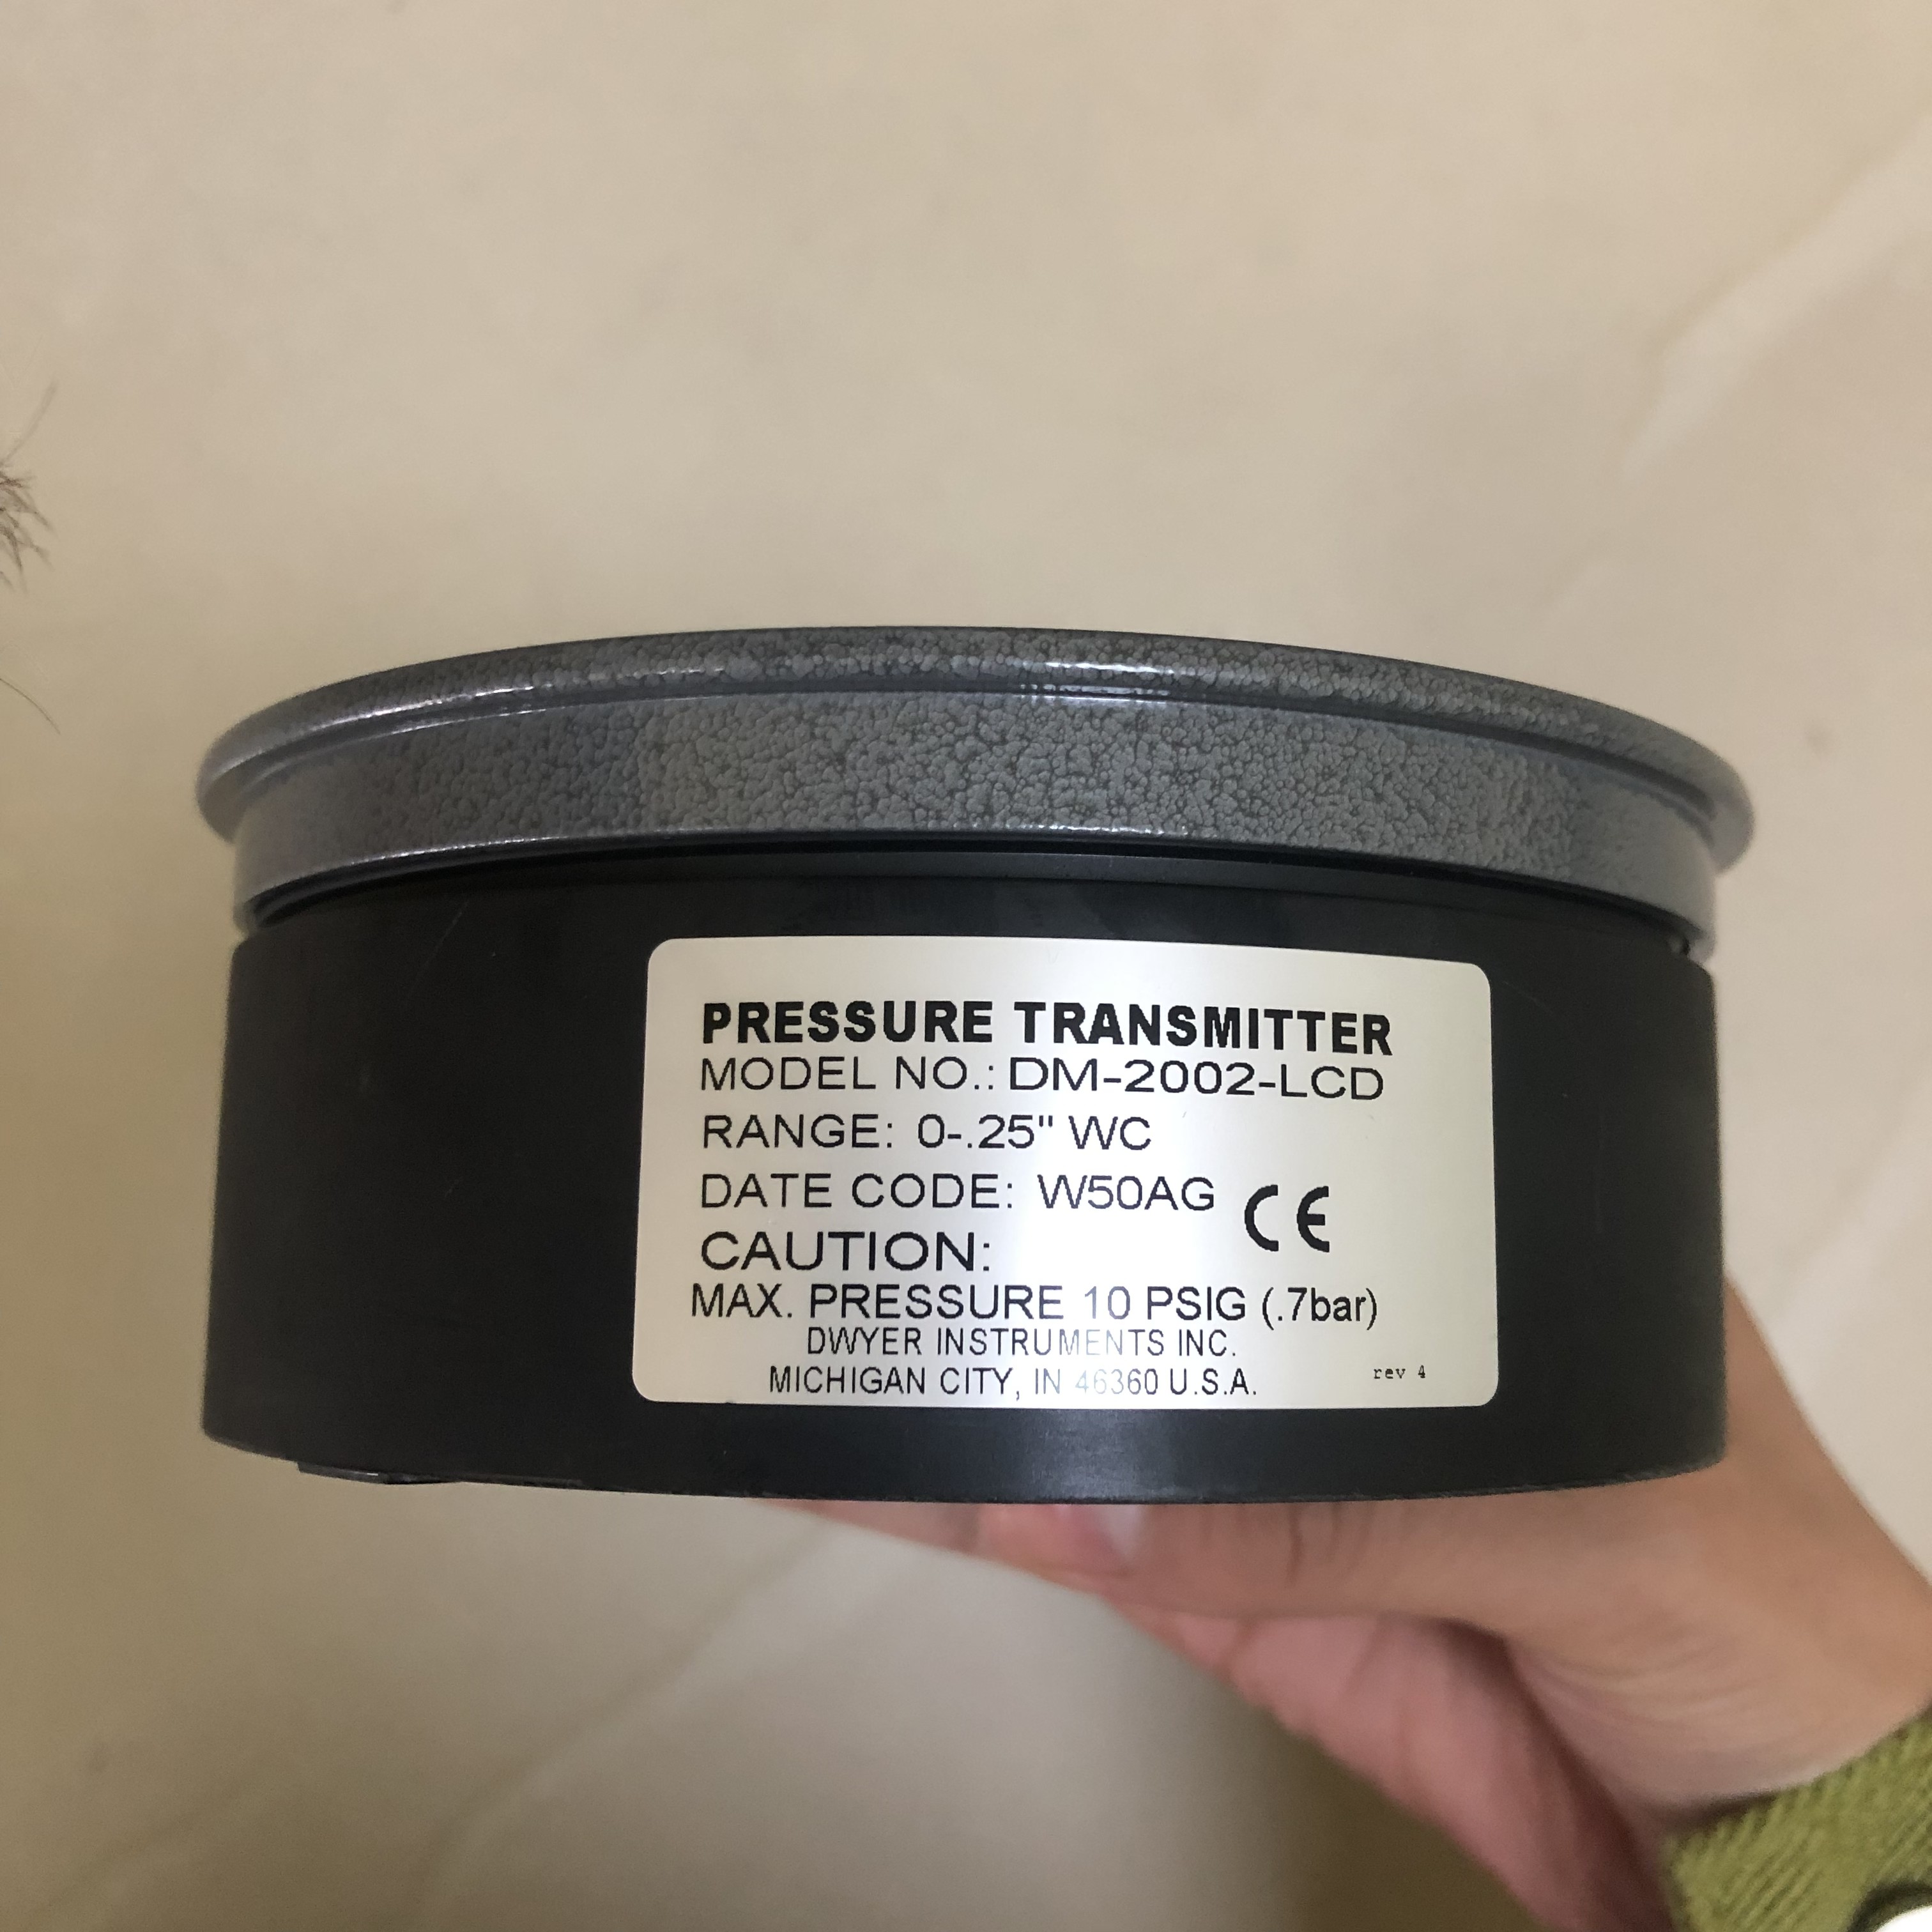 PRESSURE TRANSMITTER
MODEL NO.: DM-2002-LCD
RANGE: 0-.25" WC
DATE CODE: W50AG CE
CAUTION:
MAX. PRESSURE 10 PSIG (.7bar)
DWYER INSTRUMENTS INC.
MICHIGAN CITY, IN 46360 U.S.A. rev 4